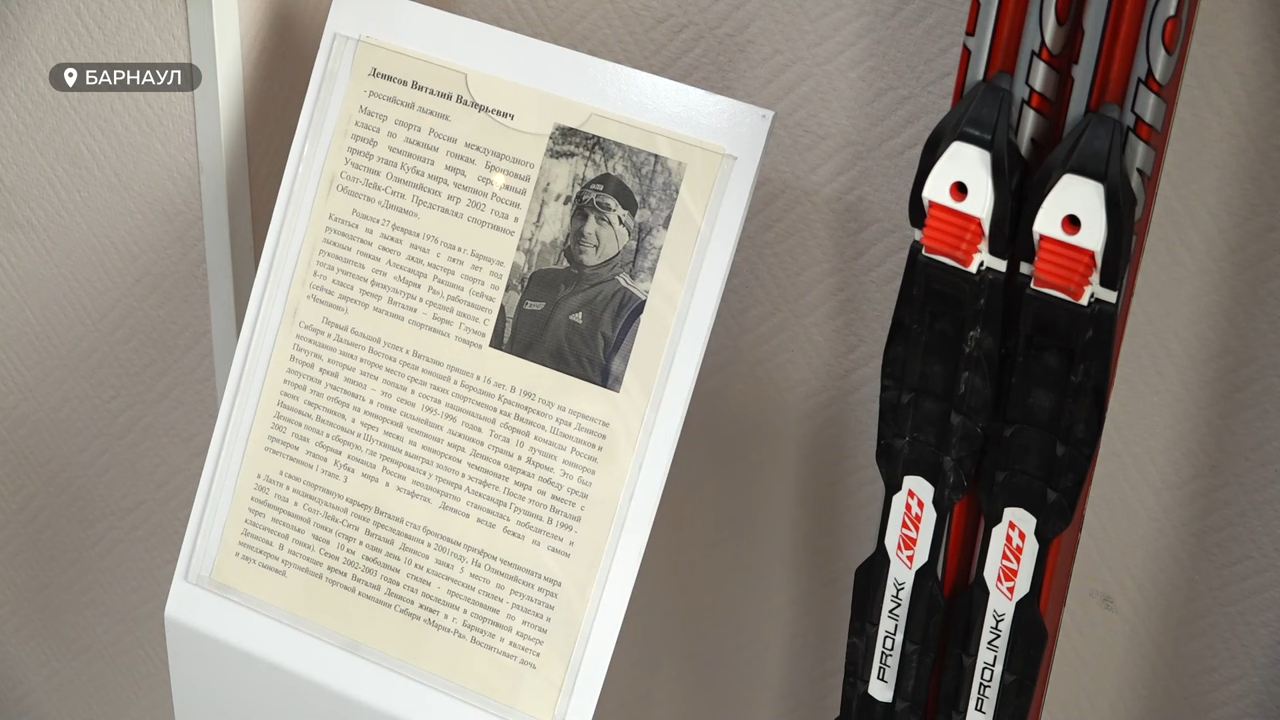 БАРНАУЛ
Денисов Виталий Валерьевич
- российский лыжник.
Мастер спорта России международного
класса по лыжным гонкам. Бронзовый
призёр чемпионата мира, серебряный
призёр этапа Кубка мира, чемпион России.
Участник Олимпийских игр 2002 года в
Солт-Лейк-Сити. Представлял спортивное
Общество «Динамо».
Родился 27 февраля 1976 года в г. Барнауле.
Кататься на лыжах начал с пяти лет под
руководством своего дяди, мастера спорта по
лыжным гонкам Александра Ракшина (сейчас
руководитель сети «Мария Ра»), работавшего
тогда учителем физкультуры в средней школе. С
8-го класса тренер Виталия – Борис Глумов
(сейчас директор магазина спортивных товаров
«Чемпион»).
Первый большой успех к Виталию пришел в 16 лет. В 1992 году на первенстве
Сибири и Дальнего Востока среди юношей в Бородино Красноярского края Денисов
неожиданно занял второе место среди таких спортсменов как Вилисов, Шлюндиков и
Пичугин, которые затем попали в состав национальной сборной команды России.
Второй яркий эпизод – это сезон 1995-1996 годов. Тогда 10 лучших юниоров
допустили участвовать в гонке сильнейших лыжников страны в Яхроме. Это был
второй этап отбора на юниорский чемпионат мира. Денисов одержал победу среди
своих сверстников, а через месяц на юниорском чемпионате мира он вместе с
Ивановым, Вилисовым и Шуткиным выиграл золото в эстафете. После этого Виталий
Денисов попал в сборную, где тренировался у тренера Александра Грушина. В 1999 -
2002 годах сборная команда России неоднократно становилась победителем и
призером этапов Кубка мира в эстафетах. Денисов везде бежал на самом
ответственном 1 этапе. З
а свою спортивную карьеру Виталий стал бронзовым призёром чемпионата мира
в Лахти в индивидуальной гонке преследования в 2001году. На Олимпийских играх
2002 года в Солт-Лейк-Сити Виталий Денисов занял 5 место по результатам
комбинированной гонки (старт в один день 10 км классическим стилем - разделка и
через несколько часов 10 км свободным стилем - преследование по итогам
классической гонки). Сезон 2002-2003 годов стал последним в спортивной карьере
Денисова. В настоящее время Виталий Денисов живет в г. Барнауле и является
менеджером крупнейшей торговой компании Сибири «Мария-Ра». Воспитывает дочь
и двух сыновей.
KV+ PROLINK
KV+ PROLINK